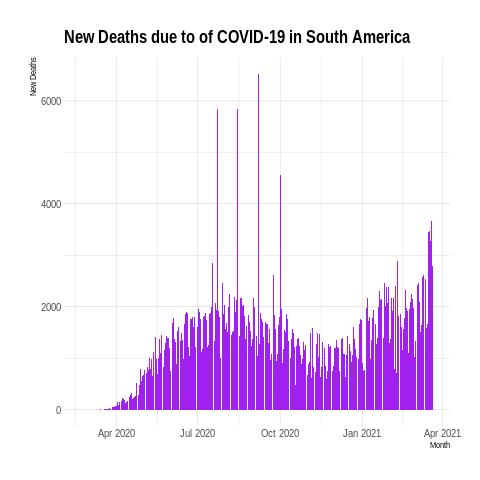 New Deaths due to of COVID-19 in South America
New Deaths
6000
4000
2000
0
Apr 2020
Jul 2020
Oct 2020
Jan 2021
Apr 2021
Month